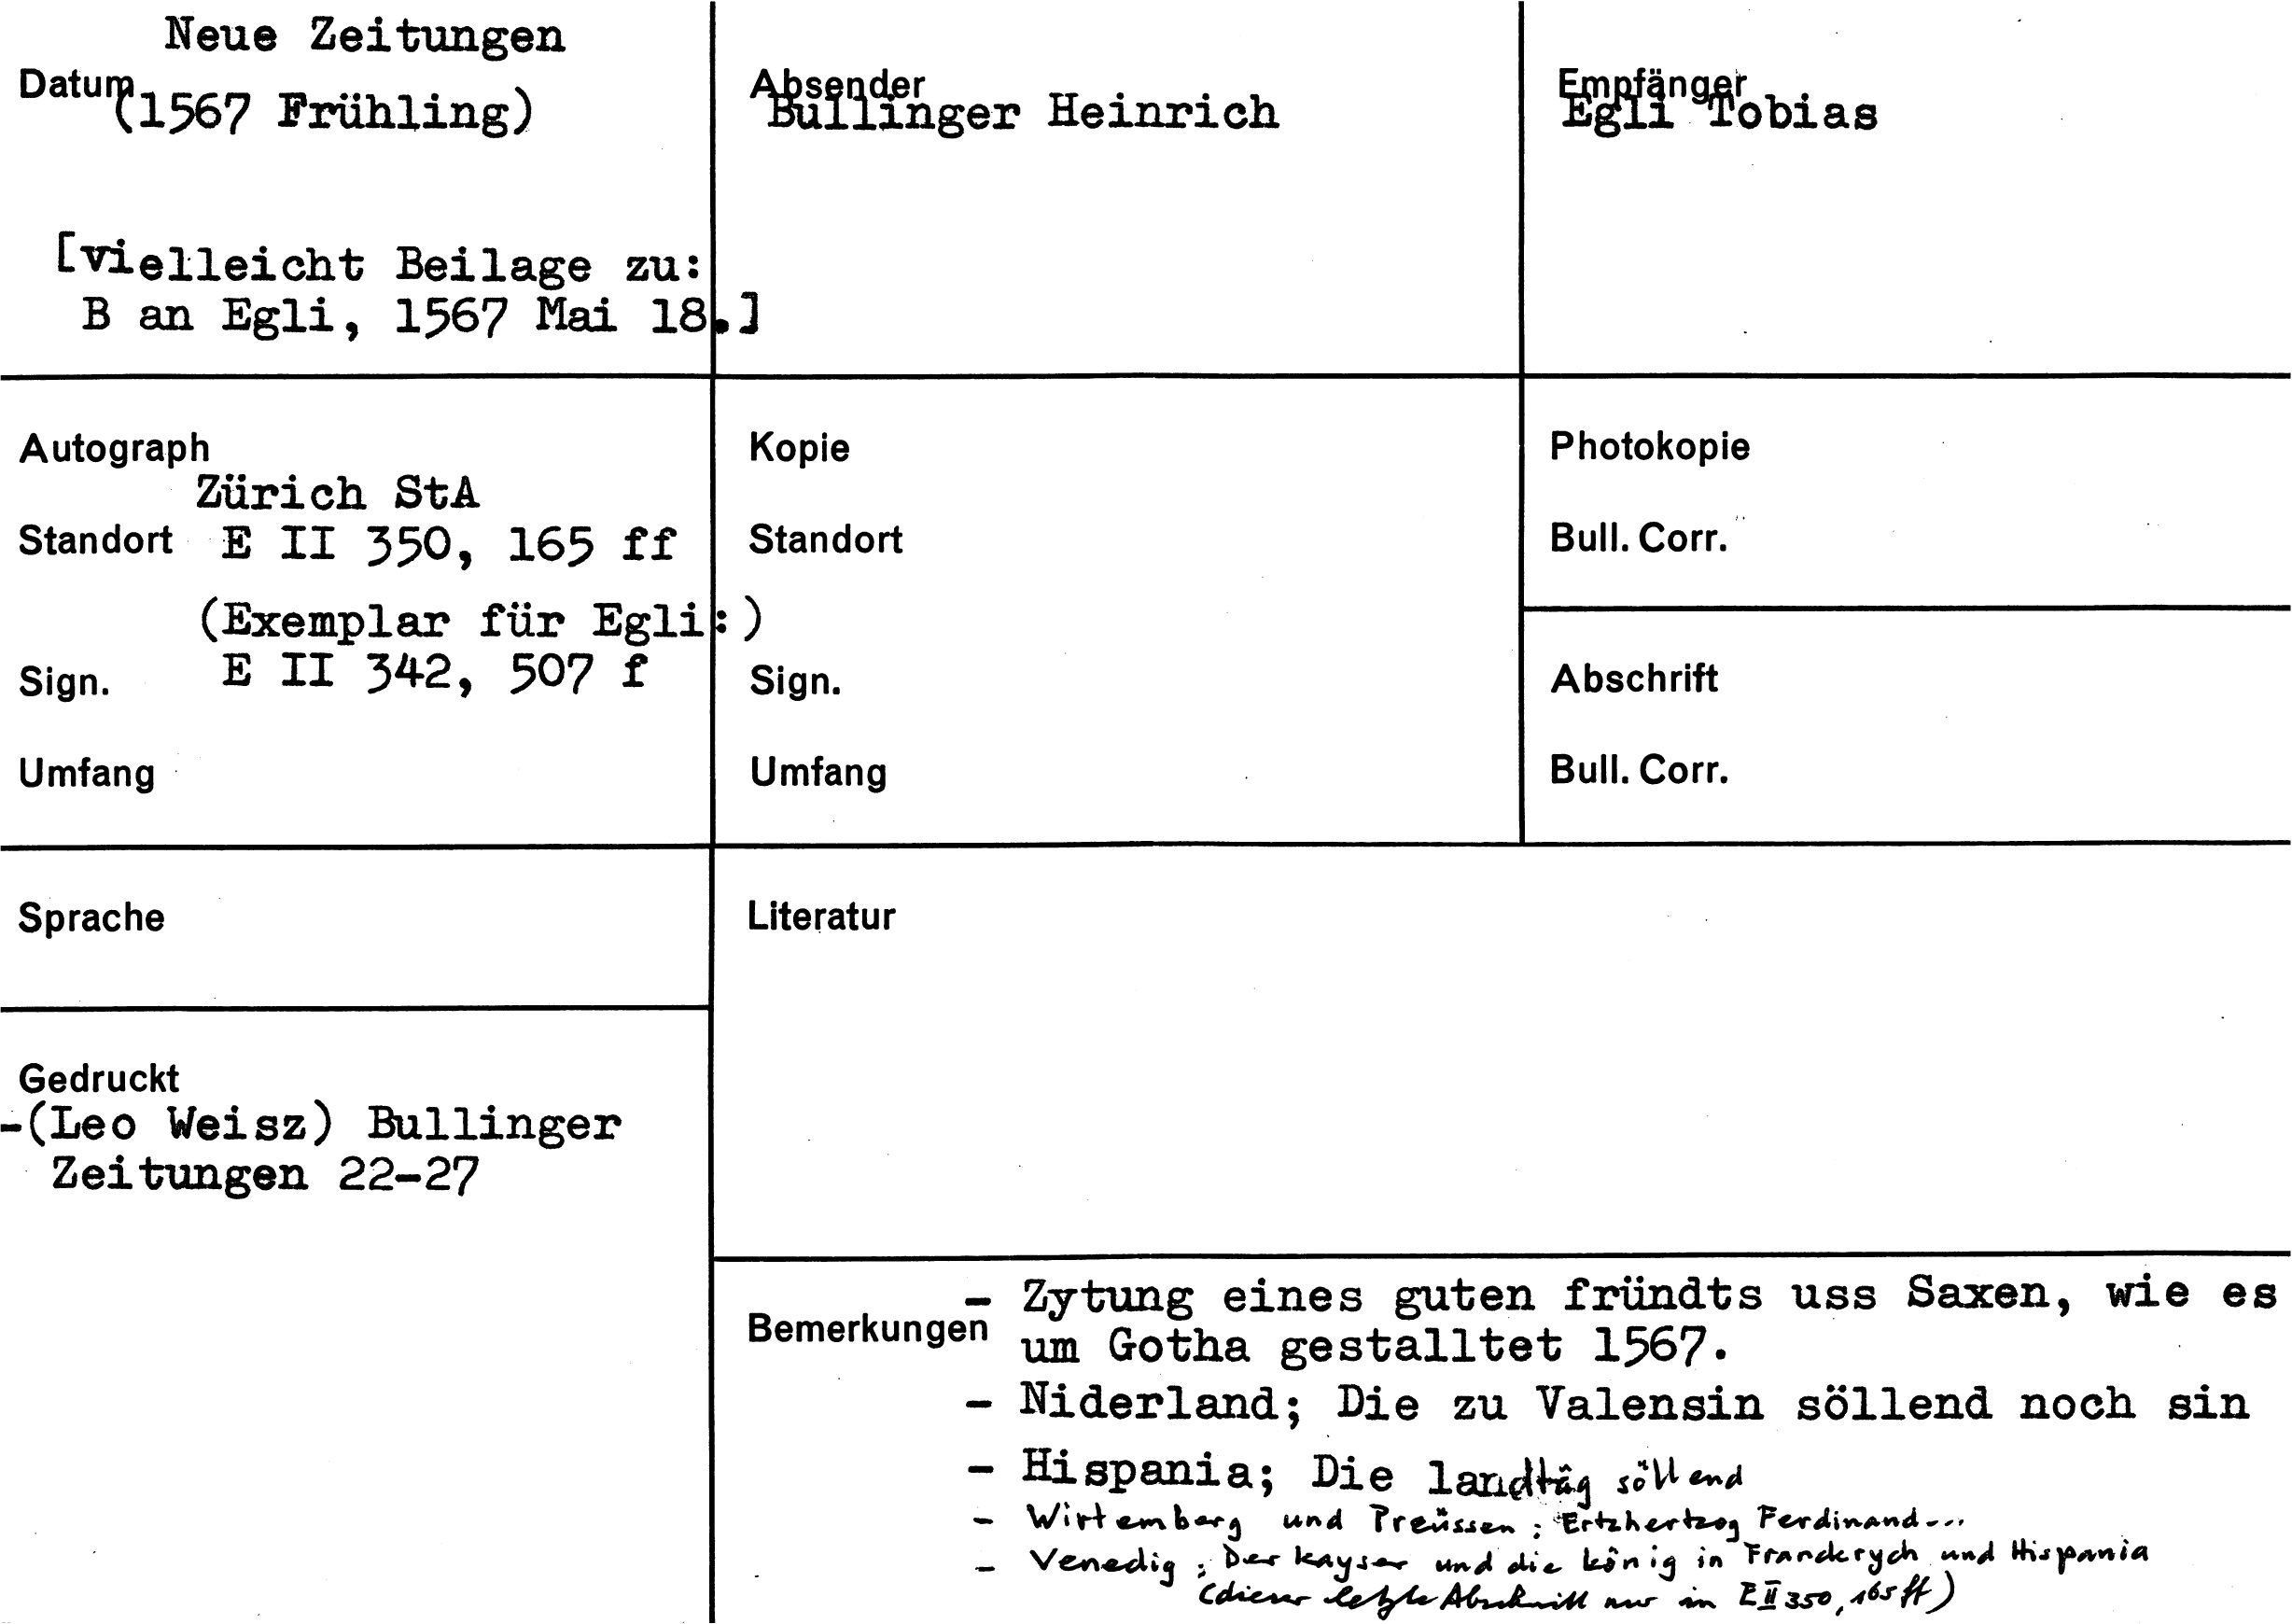 Neue Zeitungen
Datum (1567 Frühling)
[vielleicht Beilage zu:
B an Egli, 1567 Mai 18.]
Absender
Bullinger Heinrich
Empfänger
Egli Tobias
Autograph
Zürich StA
Standort E II 350, 165 ff
(Exemplar für Egli:)
Sign. E II 342, 507 f
Umfang
Kopie
Standort
Sign.
Umfang
Photokopie
Bull. Corr.
Abschrift
Bull. Corr.
Sprache
Literatur
Gedruckt
-(Leo Weisz) Bullinger
Zeitungen 22-27
Bemerkungen
- Zytung eines guten fründts uss Saxen, wie es
um Gotha gestalltet 1567.
- Niderland; Die zu Valensin söllend noch sin
- Hispania; Die landtåg söllend
- Wirtemberg und Preüssen; Ertzhertzog Ferdinand...
- Venedig; Der kayser und die künig in Franckrych und Hispania
(dieser letzte Abschnitt nur in E II 350, 165 ff)